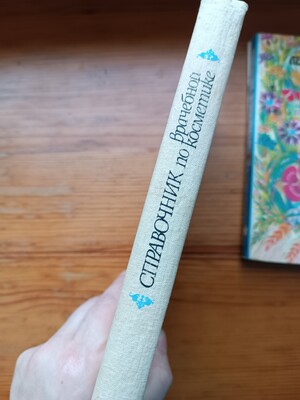 СПРАВОЧНИК по
врачебной
косметике